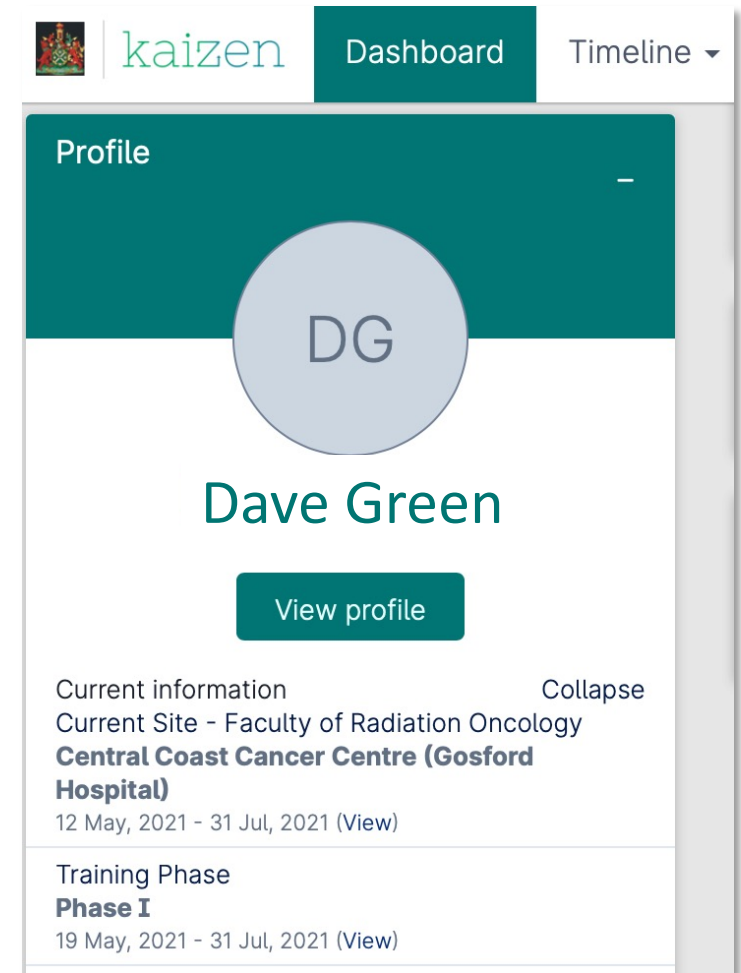 kaizen Dashboard Timeline
Profile
DG
Dave Green
View profile
Current information Collapse
Current Site - Faculty of Radiation Oncology
Central Coast Cancer Centre (Gosford
Hospital)
12 May, 2021 - 31 Jul, 2021 (View)
Training Phase
Phase I
19 May, 2021 - 31 Jul, 2021 (View)